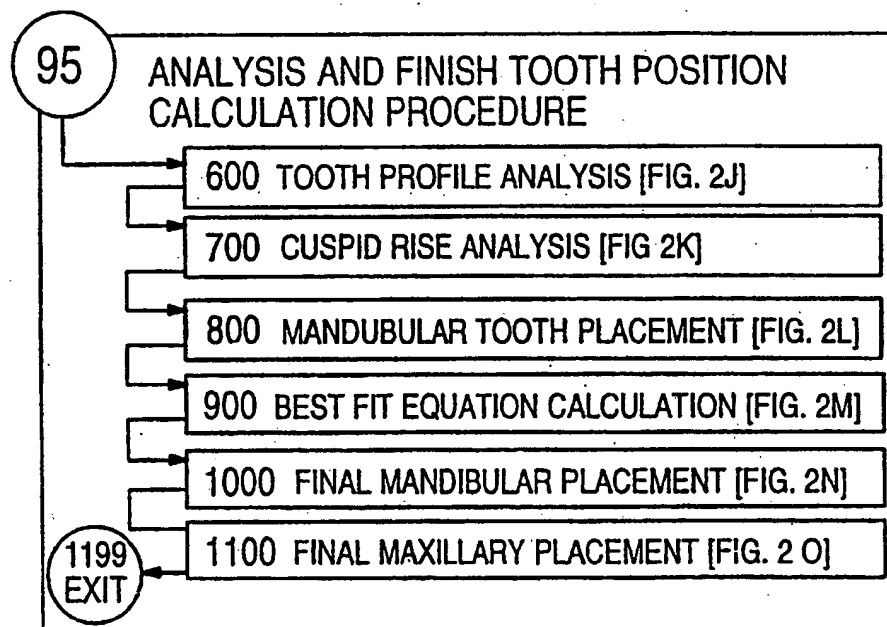 95
ANALYSIS AND FINISH TOOTH POSITION
CALCULATION PROCEDURE
600 TOOTH PROFILE ANALYSIS [FIG. 2J]
700 CUSPID RISE ANALYSIS [FIG 2K]
800 MANDUBULAR TOOTH PLACEMENT [FIG. 2L]
900 BEST FIT EQUATION CALCULATION [FIG. 2M]
1000 FINAL MANDIBULAR PLACEMENT [FIG. 2N]
1100 FINAL MAXILLARY PLACEMENT [FIG. 2 O]
1199
EXIT